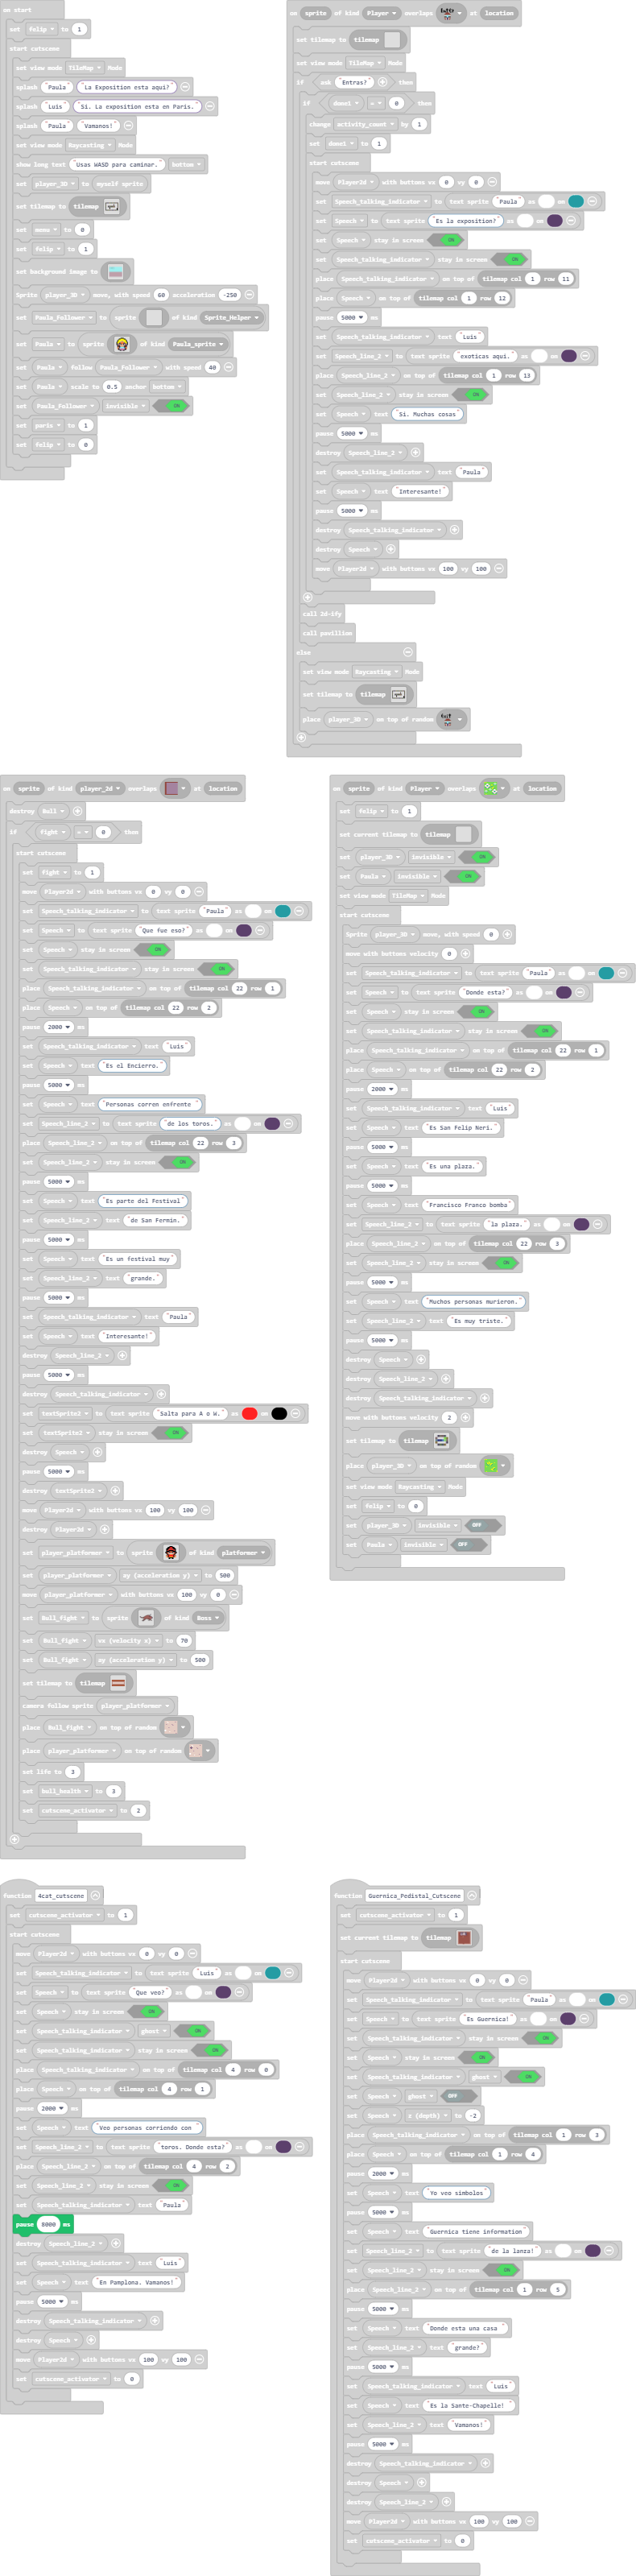 on start
set felip to 1
start cutscene
set view mode TileMap Mode
splash "Paula" "La Exposition esta aqui?"
splash "Luis" "Si. La exposition esta en Paris."
splash "Paula" "Vamanos!"
set view mode Raycasting Mode
show long text "Usas WASD para caminar." bottom
set player_3D to myself sprite
set tilemap to tilemap
set menu to 0
set felip to 1
set background image to
Sprite player_3D move, with speed 60 acceleration -250
set Paula_Follower to sprite of kind Sprite_Helper
set Paula to sprite of kind Paula_sprite
set Paula follow Paula_Follower with speed 40
set Paula scale to 0.5 anchor bottom
set Paula_Follower invisible ON
set paris to 1
set felip to 0
on sprite of kind Player overlaps at location
set tilemap to tilemap
set view mode TileMap Mode
if ask "Entras?" then
if done1 = 0 then
change activity_count by 1
set done1 to 1
start cutscene
move Player2d with buttons vx 0 vy 0
set Speech_talking_indicator to text sprite "Paula" as on
set Speech to text sprite "Es la exposition?" as on
set Speech stay in screen ON
set Speech_talking_indicator stay in screen ON
place Speech_talking_indicator on top of tilemap col 1 row 11
place Speech on top of tilemap col 1 row 12
pause 5000 ms
set Speech_talking_indicator text "Luis"
set Speech_line_2 to text sprite "exoticas aqui." as on
place Speech_line_2 on top of tilemap col 1 row 13
set Speech_line_2 stay in screen ON
set Speech text "Si. Muchas cosas"
pause 5000 ms
destroy Speech_line_2
set Speech_talking_indicator text "Paula"
set Speech text "Interesante!"
pause 5000 ms
destroy Speech_talking_indicator
destroy Speech
move Player2d with buttons vx 100 vy 100
call 2d-ify
call pavillion
else
set view mode Raycasting Mode
set tilemap to tilemap
place player_3D on top of random
on sprite of kind player_2d overlaps at location
destroy Bull
if fight = 0 then
start cutscene
set fight to 1
move Player2d with buttons vx 0 vy 0
set Speech_talking_indicator to text sprite "Paula" as on
set Speech to text sprite "Que fue eso?" as on
set Speech stay in screen ON
set Speech_talking_indicator stay in screen ON
place Speech_talking_indicator on top of tilemap col 22 row 1
place Speech on top of tilemap col 22 row 2
pause 2000 ms
set Speech_talking_indicator text "Luis"
set Speech text "Es el Encierro."
pause 5000 ms
set Speech text "Personas corren enfrente "
set Speech_line_2 to text sprite "de los toros." as on
place Speech_line_2 on top of tilemap col 22 row 3
set Speech_line_2 stay in screen ON
pause 5000 ms
set Speech text "Es parte del Festival"
set Speech_line_2 text "de San Fermin."
pause 5000 ms
set Speech text "Es un festival muy"
set Speech_line_2 text "grande."
pause 5000 ms
set Speech_talking_indicator text "Paula"
set Speech text "Interesante!"
destroy Speech_line_2
pause 5000 ms
destroy Speech_talking_indicator
set textSprite2 to text sprite "Salta para A o W." as on
set textSprite2 stay in screen ON
destroy Speech
pause 5000 ms
destroy textSprite2
move Player2d with buttons vx 100 vy 100
destroy Player2d
set player_platformer to sprite of kind platformer
set player_platformer ay (acceleration y) to 500
move player_platformer with buttons vx 100 vy 0
set Bull_fight to sprite of kind Boss
set Bull_fight vx (velocity x) to 70
set Bull_fight ay (acceleration y) to 500
set tilemap to tilemap
camera follow sprite player_platformer
place Bull_fight on top of random
place player_platformer on top of random
set life to 3
set bull_health to 3
set cutscene_activator to 2
on sprite of kind Player overlaps at location
set felip to 1
set current tilemap to tilemap
set player_3D invisible ON
set Paula invisible ON
set view mode TileMap Mode
start cutscene
Sprite player_3D move, with speed 0
move with buttons velocity 0
set Speech_talking_indicator to text sprite "Paula" as on
set Speech to text sprite "Donde esta?" as on
set Speech stay in screen ON
set Speech_talking_indicator stay in screen ON
place Speech_talking_indicator on top of tilemap col 22 row 1
place Speech on top of tilemap col 22 row 2
pause 2000 ms
set Speech_talking_indicator text "Luis"
set Speech text "Es San Felip Neri."
pause 5000 ms
set Speech text "Es una plaza."
pause 5000 ms
set Speech text "Francisco Franco bomba"
set Speech_line_2 to text sprite "la plaza." as on
place Speech_line_2 on top of tilemap col 22 row 3
set Speech_line_2 stay in screen ON
pause 5000 ms
set Speech text "Muchos personas murieron."
set Speech_line_2 text "Es muy triste."
pause 5000 ms
destroy Speech
destroy Speech_line_2
destroy Speech_talking_indicator
move with buttons velocity 2
set tilemap to tilemap
place player_3D on top of random
set view mode Raycasting Mode
set felip to 0
set player_3D invisible OFF
set Paula invisible OFF
function 4cat_cutscene
set cutscene_activator to 1
start cutscene
move Player2d with buttons vx 0 vy 0
set Speech_talking_indicator to text sprite "Luis" as on
set Speech to text sprite "Que veo?" as on
set Speech stay in screen ON
set Speech_talking_indicator ghost ON
set Speech_talking_indicator stay in screen ON
place Speech_talking_indicator on top of tilemap col 4 row 0
place Speech on top of tilemap col 4 row 1
pause 2000 ms
set Speech text "Veo personas corriendo con "
set Speech_line_2 to text sprite "toros. Donde esta?" as on
place Speech_line_2 on top of tilemap col 4 row 2
set Speech_line_2 stay in screen ON
set Speech_talking_indicator text "Paula"
pause 8000 ms
destroy Speech_line_2
set Speech_talking_indicator text "Luis"
set Speech text "En Pamplona. Vamanos!"
pause 5000 ms
destroy Speech_talking_indicator
destroy Speech
move Player2d with buttons vx 100 vy 100
set cutscene_activator to 0
function Guernica_Pedistal_Cutscene
set cutscene_activator to 1
set current tilemap to tilemap
start cutscene
move Player2d with buttons vx 0 vy 0
set Speech_talking_indicator to text sprite "Paula" as on
set Speech to text sprite "Es Guernica!" as on
set Speech_talking_indicator stay in screen ON
set Speech stay in screen ON
set Speech_talking_indicator ghost ON
set Speech ghost OFF
set Speech z (depth) to -2
place Speech_talking_indicator on top of tilemap col 1 row 3
place Speech on top of tilemap col 1 row 4
pause 2000 ms
set Speech text "Yo veo simbolos"
pause 5000 ms
set Speech text "Guernica tiene information"
set Speech_line_2 to text sprite "de la lanza!" as on
set Speech_line_2 stay in screen ON
place Speech_line_2 on top of tilemap col 1 row 5
pause 5000 ms
set Speech text "Donde esta una casa "
set Speech_line_2 text "grande?"
pause 5000 ms
set Speech_talking_indicator text "Luis"
set Speech text "Es la Sante-Chapelle!"
set Speech_line_2 text "Vamanos!"
pause 5000 ms
destroy Speech_talking_indicator
destroy Speech
destroy Speech_line_2
move Player2d with buttons vx 100 vy 100
set cutscene_activator to 0